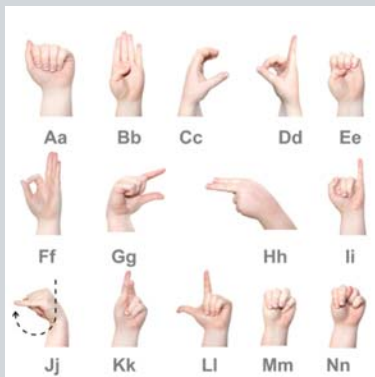 Aa Bb Cc Dd Ee
Ff Gg Hh Ii
Jj Kk Ll Mm Nn